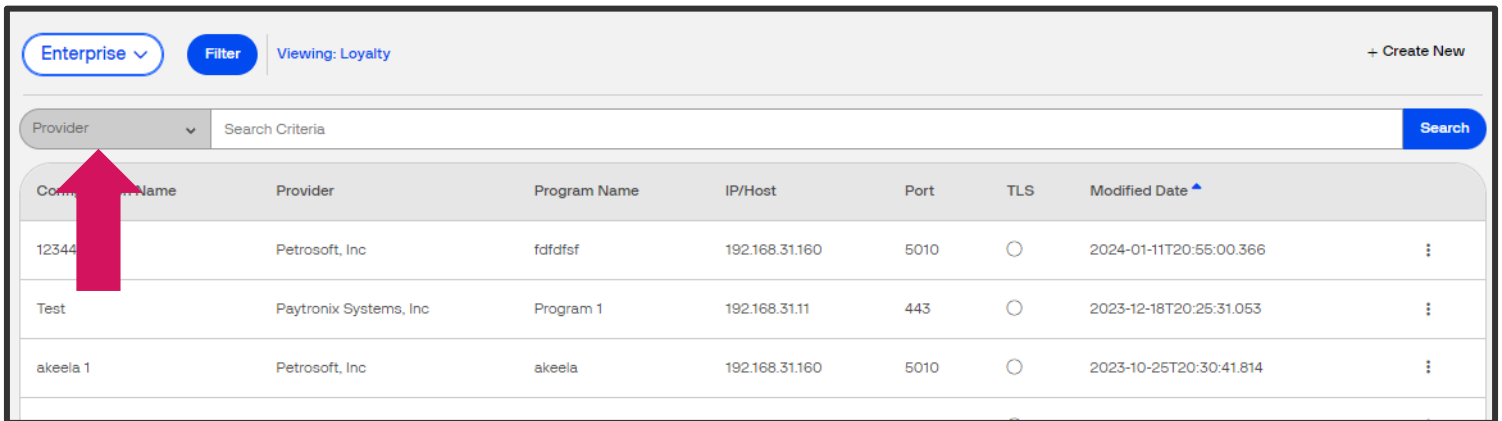 Enterprise Filter Viewing: Loyalty + Create New
Provider Search Criteria Search
Name Provider Program Name IP/Host Port TLS Modified Date
12344 Petrosoft, Inc fdfdfsf 192.168.31.160 5010 2024-01-11T20:55:00.366
Test Paytronix Systems, Inc Program 1 192.168.31.11 443 2023-12-18T20:25:31.053
akeela 1 Petrosoft, Inc akeela 192.168.31.160 5010 2023-10-25T20:30:41.814